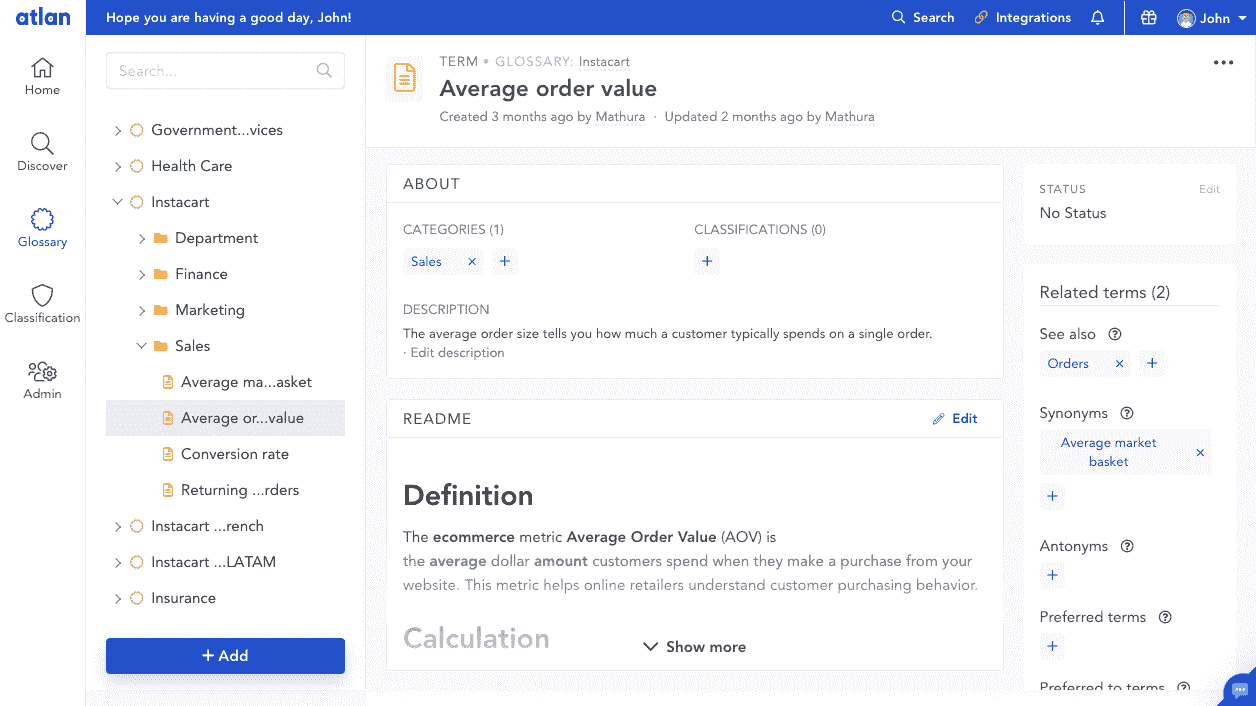 atlan
Hope you are having a good day, John!
Search
Integrations
John
Home
Discover
Glossary
Classification
Admin
Search...
Government...vices
Health Care
Instacart
Department
Finance
Marketing
Sales
Average ma...asket
Average or...value
Conversion rate
Returning ...rders
Instacart ...rench
Instacart ...LATAM
Insurance
+ Add
TERM • GLOSSARY: Instacart
Average order value
Created 3 months ago by Mathura · Updated 2 months ago by Mathura
ABOUT
CATEGORIES (1)
Sales × +
CLASSIFICATIONS (0)
+
DESCRIPTION
The average order size tells you how much a customer typically spends on a single order.
· Edit description
README
Edit
Definition
The ecommerce metric Average Order Value (AOV) is
the average dollar amount customers spend when they make a purchase from your
website. This metric helps online retailers understand customer purchasing behavior.
Calculation
Show more
STATUS
Edit
No Status
Related terms (2)
See also ?
Orders × +
Synonyms ?
Average market
basket ×
+
Antonyms ?
+
Preferred terms ?
+
Preferred to terms ?